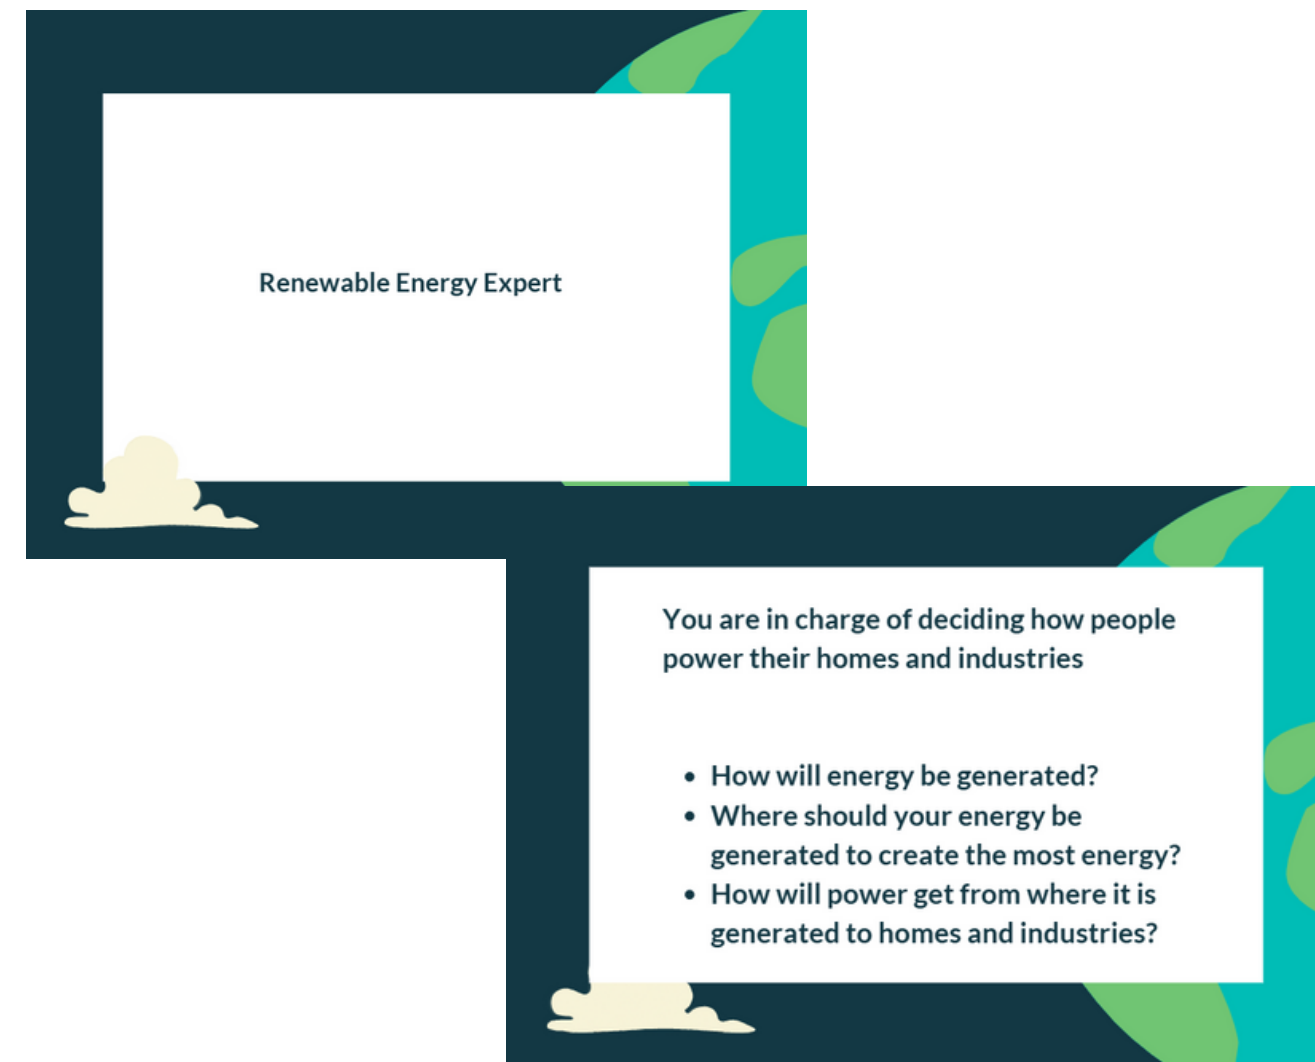 Renewable Energy Expert
You are in charge of deciding how people
power their homes and industries
• How will energy be generated?
• Where should your energy be
generated to create the most energy?
• How will power get from where it is
generated to homes and industries?